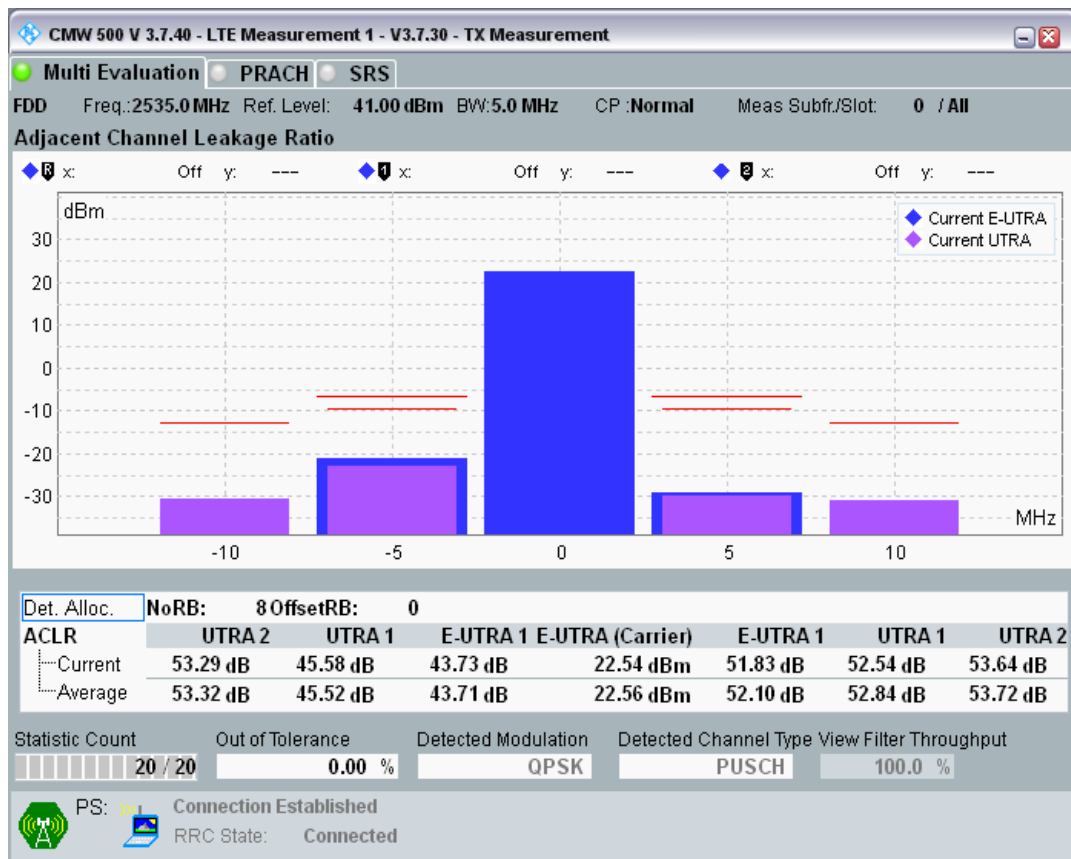 CMW 500 V 3.7.40 - LTE Measurement 1 - V3.7.30 - TX Measurement
Multi Evaluation PRACH SRS
FDD Freq.:2535.0 MHz Ref. Level: 41.00 dBm BW:5.0 MHz CP :Normal Meas Subfr./Slot: 0 / All
Adjacent Channel Leakage Ratio
R x: Off y: --- 1 x: Off y: --- 2 x: Off y: ---
dBm
Current E-UTRA
Current UTRA
30
20
10
0
-10
-20
-30
MHz
-10 -5 0 5 10
Det. Alloc. NoRB: 8 OffsetRB: 0
ACLR UTRA 2 UTRA 1 E-UTRA 1 E-UTRA (Carrier) E-UTRA 1 UTRA 1 UTRA 2
Current 53.29 dB 45.58 dB 43.73 dB 22.54 dBm 51.83 dB 52.54 dB 53.64 dB
Average 53.32 dB 45.52 dB 43.71 dB 22.56 dBm 52.10 dB 52.84 dB 53.72 dB
Statistic Count Out of Tolerance Detected Modulation Detected Channel Type View Filter Throughput
20 / 20 0.00 % QPSK PUSCH 100.0 %
PS: Connection Established
RRC State: Connected